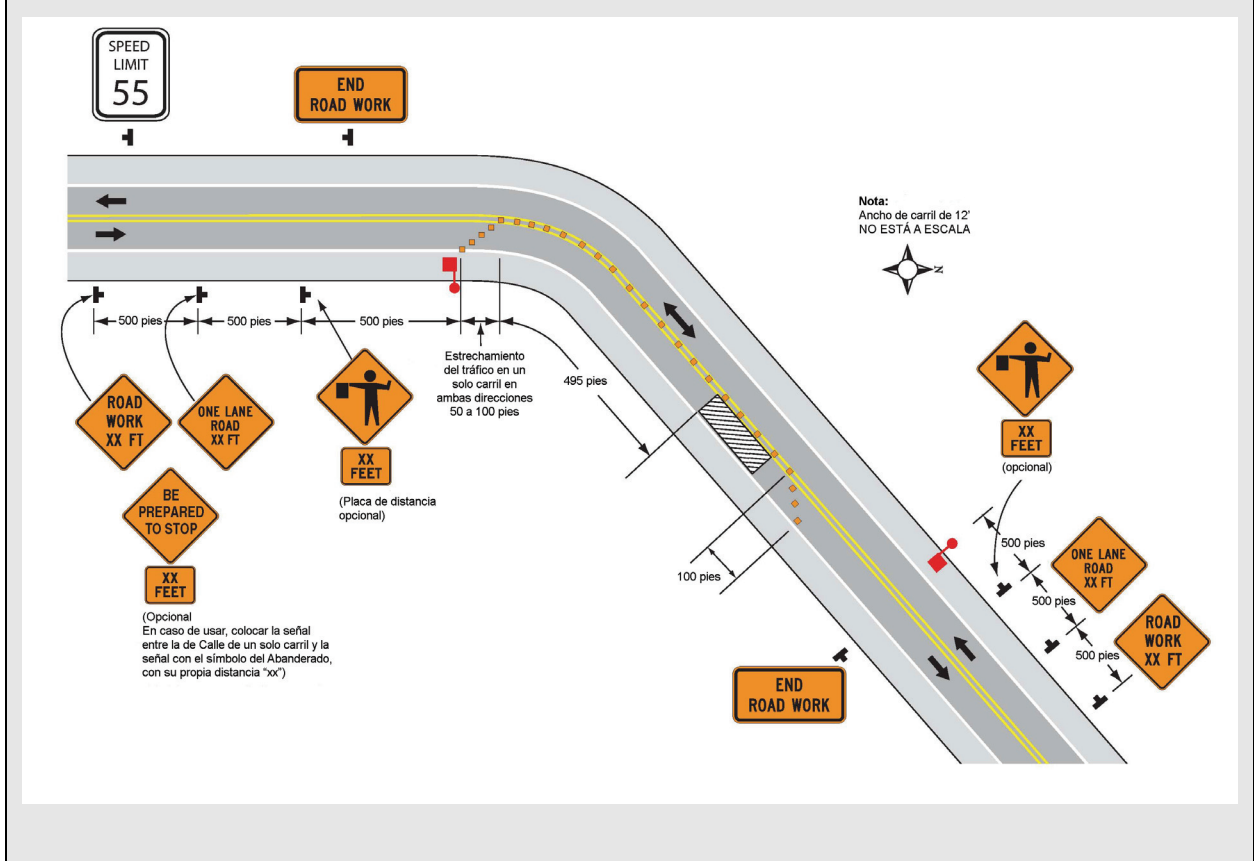 SPEED
LIMIT
55
END
ROAD WORK
Nota:
Ancho de carril de 12'
NO ESTÁ A ESCALA
N
500 pies
500 pies
500 pies
Estrechamiento
del tráfico en un
solo carril en
ambas direcciones
50 a 100 pies
495 pies
ROAD
WORK
XX FT
ONE LANE
ROAD
XX FT
XX
FEET
(Placa de distancia
opcional)
BE
PREPARED
TO STOP
XX
FEET
(Opcional
En caso de usar, colocar la señal
entre la de Calle de un solo carril y la
señal con el símbolo del Abanderado,
con su propia distancia “xx”)
XX
FEET
(opcional)
100 pies
500 pies
ONE LANE
ROAD
XX FT
500 pies
ROAD
WORK
XX FT
500 pies
END
ROAD WORK